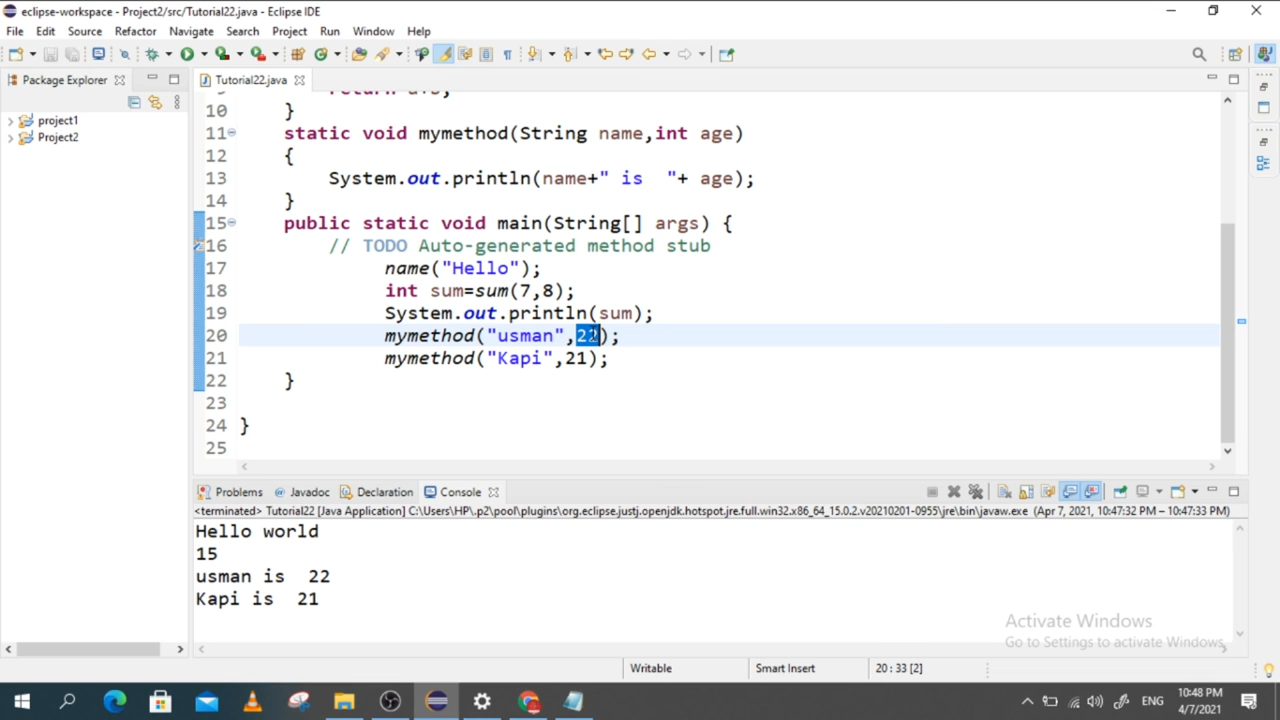 eclipse-workspace - Project2/src/Tutorial22.java - Eclipse IDE
File Edit Source Refactor Navigate Search Project Run Window Help
Package Explorer
Tutorial22.java
project1
Project2
10 }
11 static void mymethod(String name,int age)
12 {
13 System.out.println(name+" is  "+ age);
14 }
15 public static void main(String[] args) {
16 // TODO Auto-generated method stub
17 name("Hello");
18 int sum=sum(7,8);
19 System.out.println(sum);
20 mymethod("usman",22);
21 mymethod("Kapi",21);
22 }
23
24 }
25
Problems Javadoc Declaration Console
<terminated> Tutorial22 [Java Application] C:\Users\HP\.p2\pool\plugins\org.eclipse.justj.openjdk.hotspot.jre.full.win32.x86_64_15.0.2.v20210201-0955\jre\bin\javaw.exe (Apr 7, 2021, 10:47:32 PM – 10:47:33 PM)
Hello world
15
usman is  22
Kapi is  21
Activate Windows
Go to Settings to activate Windows.
Writable Smart Insert 20 : 33 [2]
ENG 10:48 PM
4/7/2021